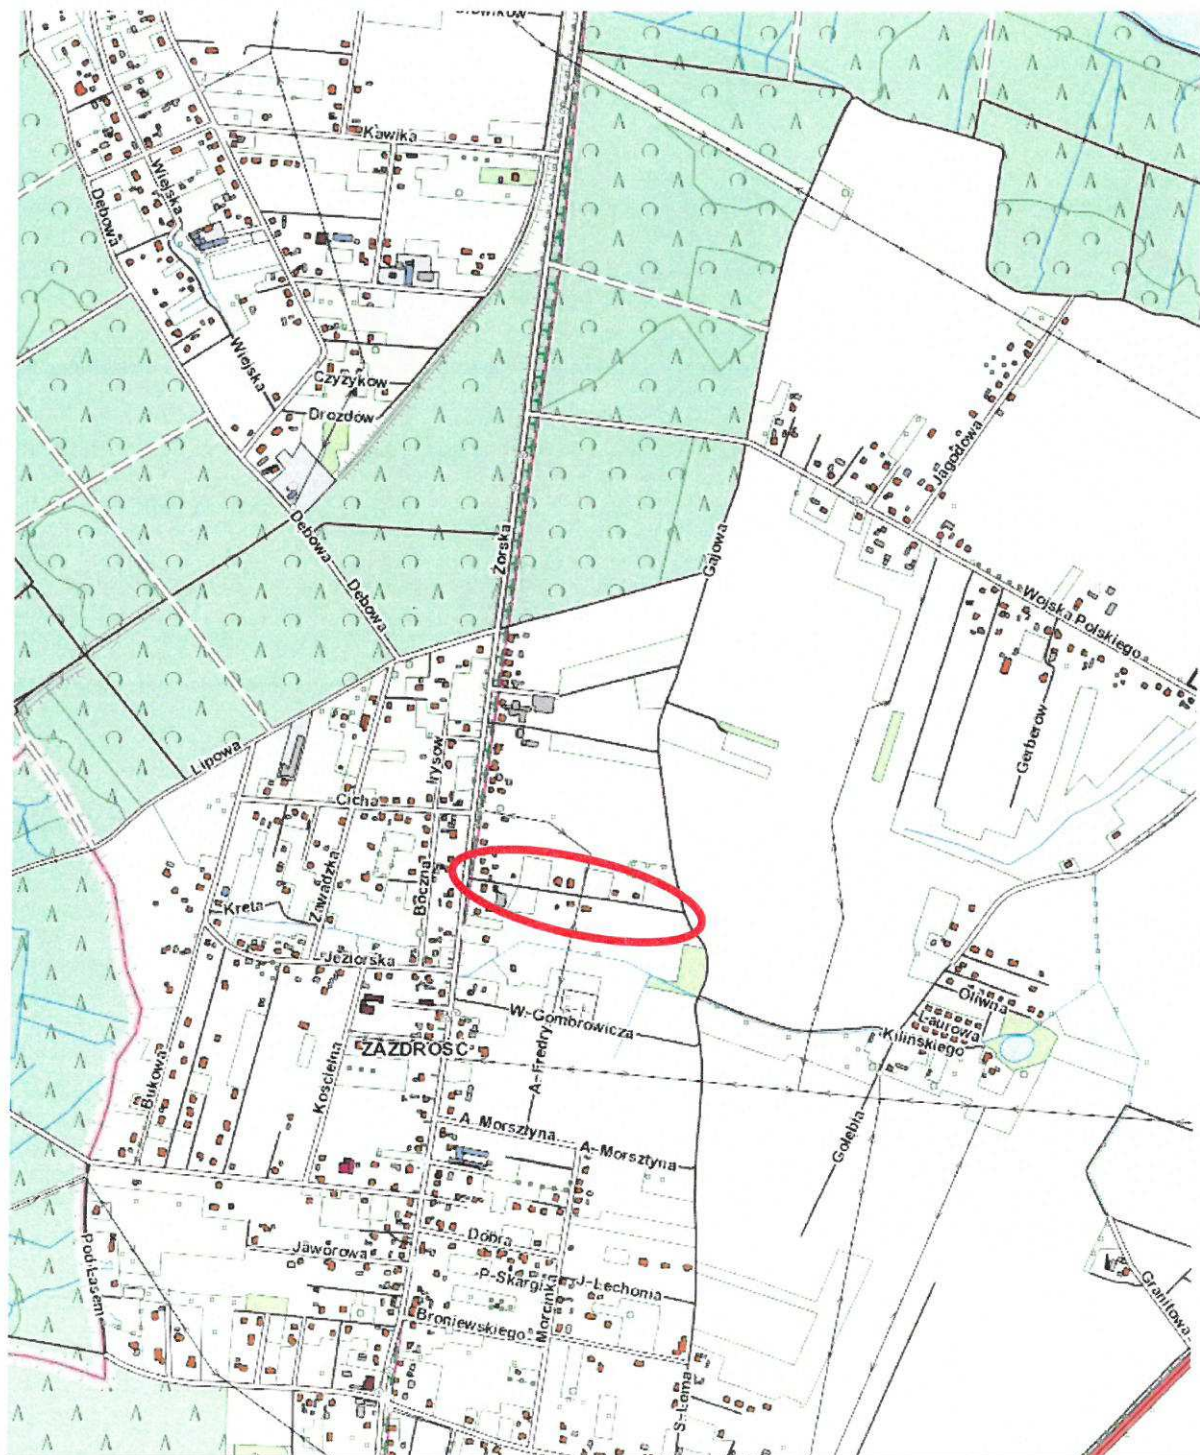 Kawika
Wiejska
Dębowa
Wiejska
Czyżyków
Drozdów
Jagodowa
Dębowa
Żorska
Gajowa
Dębowa
Wojska Polskiego
Gerberow
Irysów
Lipowa
Cicha
Zawadzka
Boczna
Kreta
Jeziorska
Oliwna
W-Gombrowicza
Laurowa
Kilińskiego
ZAZDROŚĆ
A-Fredry
Bukowa
Kościelna
A Morsztyna
A-Morsztyna
Gołębia
Dobra
Jaworowa
Pod Lasem
P-Skargi
J-Lechonia
Morcinka
Granitowa
Broniewskiego
S-Lema